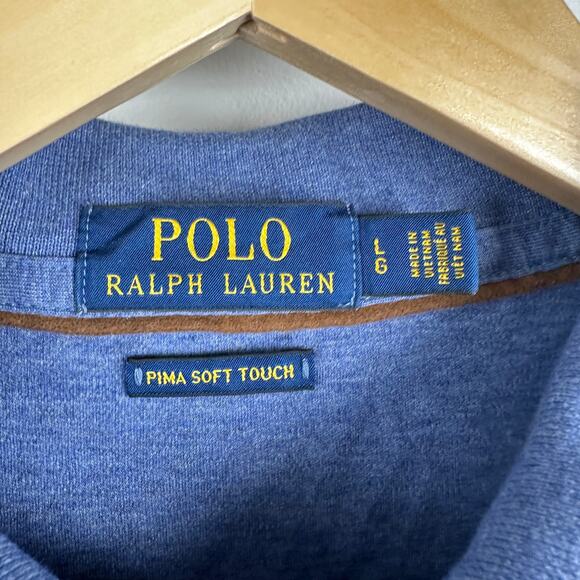 POLO
RALPH LAUREN
L
G
MADE IN
VIETNAM
FABRIQUÉ AU
VIÊT NAM
PIMA SOFT TOUCH